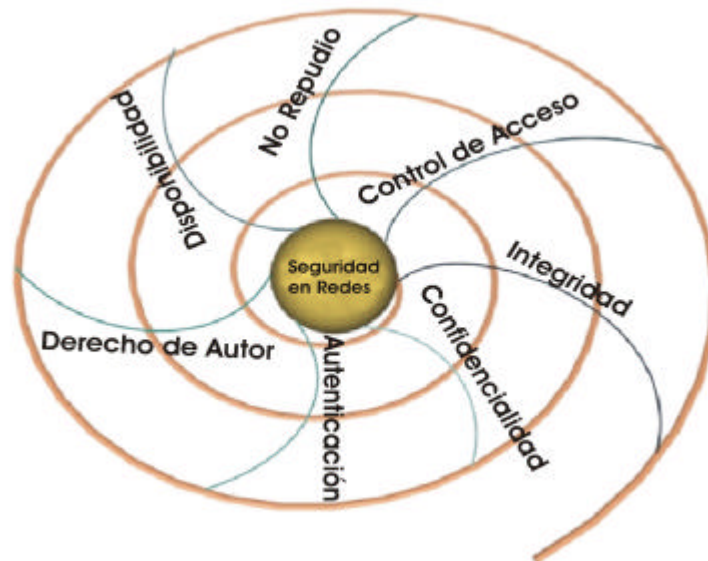 No Repudio
Disponibilidad
Control de Acceso
Seguridad
en Redes
Integridad
Derecho de Autor
Autenticación
Confidencialidad